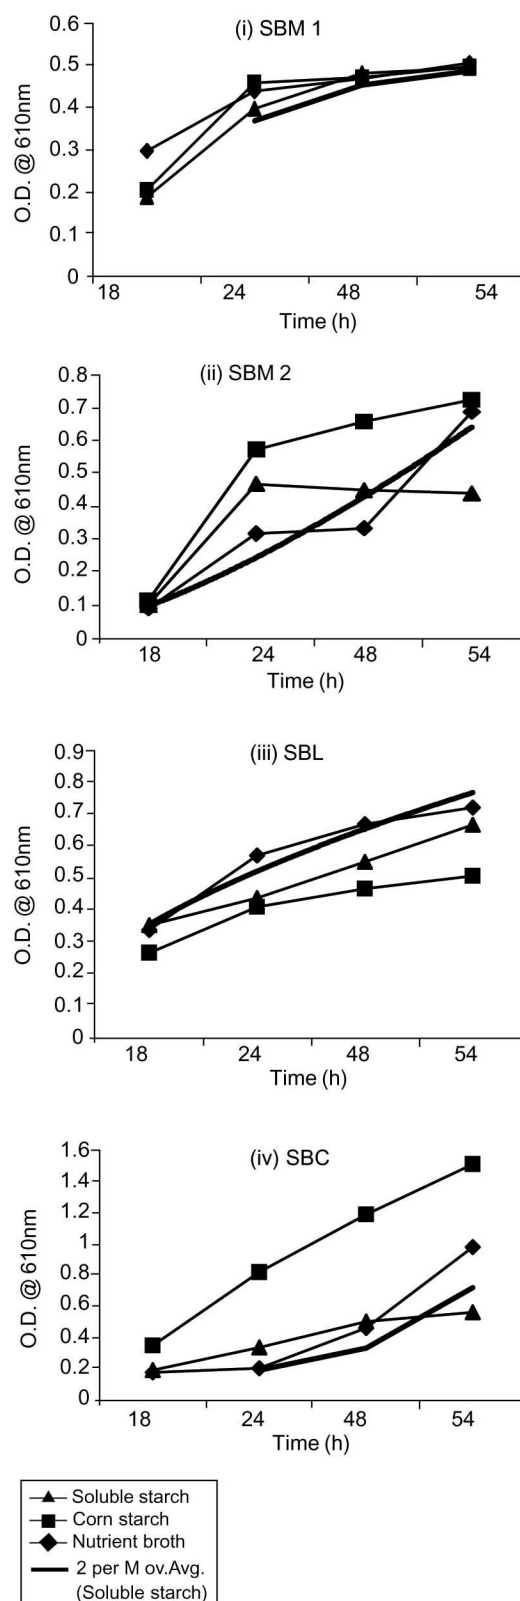 (i) SBM 1
0.6
0.5
0.4
0.3
0.2
0.1
0
O.D. @ 610nm
18 24 48 54
Time (h)
(ii) SBM 2
0.8
0.7
0.6
0.5
0.4
0.3
0.2
0.1
0
O.D. @ 610nm
18 24 48 54
Time (h)
(iii) SBL
0.9
0.8
0.7
0.6
0.5
0.4
0.3
0.2
0.1
0
O.D. @ 610nm
18 24 48 54
Time (h)
(iv) SBC
1.6
1.4
1.2
1
0.8
0.6
0.4
0.2
0
O.D. @ 610nm
18 24 48 54
Time (h)
Soluble starch
Corn starch
Nutrient broth
2 per M ov.Avg.
(Soluble starch)